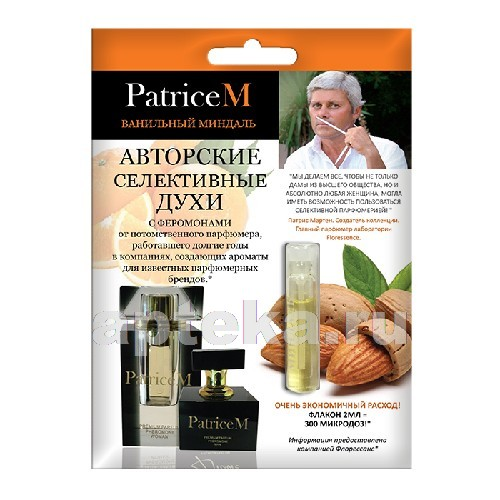 PatriceM
ВАНИЛЬНЫЙ МИНДАЛЬ
АВТОРСКИЕ
СЕЛЕКТИВНЫЕ
ДУХИ
С ФЕРОМОНАМИ
от потомственного парфюмера,
работавшего долгие годы
в компаниях, создающих ароматы
для известных парфюмерных
брендов.*
"МЫ ДЕЛАЕМ ВСЕ, ЧТОБЫ НЕ ТОЛЬКО
ДАМЫ ИЗ ВЫСШЕГО ОБЩЕСТВА, НО И
АБСОЛЮТНО ЛЮБАЯ ЖЕНЩИНА, МОГЛА
ИМЕТЬ ВОЗМОЖНОСТЬ ПОЛЬЗОВАТЬСЯ
СЕЛЕКТИВНОЙ ПАРФЮМЕРИЕЙ!"
Патрис Мартен. Создатель коллекции.
Главный парфюмер лаборатории
Floressence.
apteka.ru
PatriceM
PatriceM
ОЧЕНЬ ЭКОНОМИЧНЫЙ РАСХОД!
ФЛАКОН 2МЛ –
300 МИКРОДОЗ!*
Информация предоставлена
компанией Флорессанс*